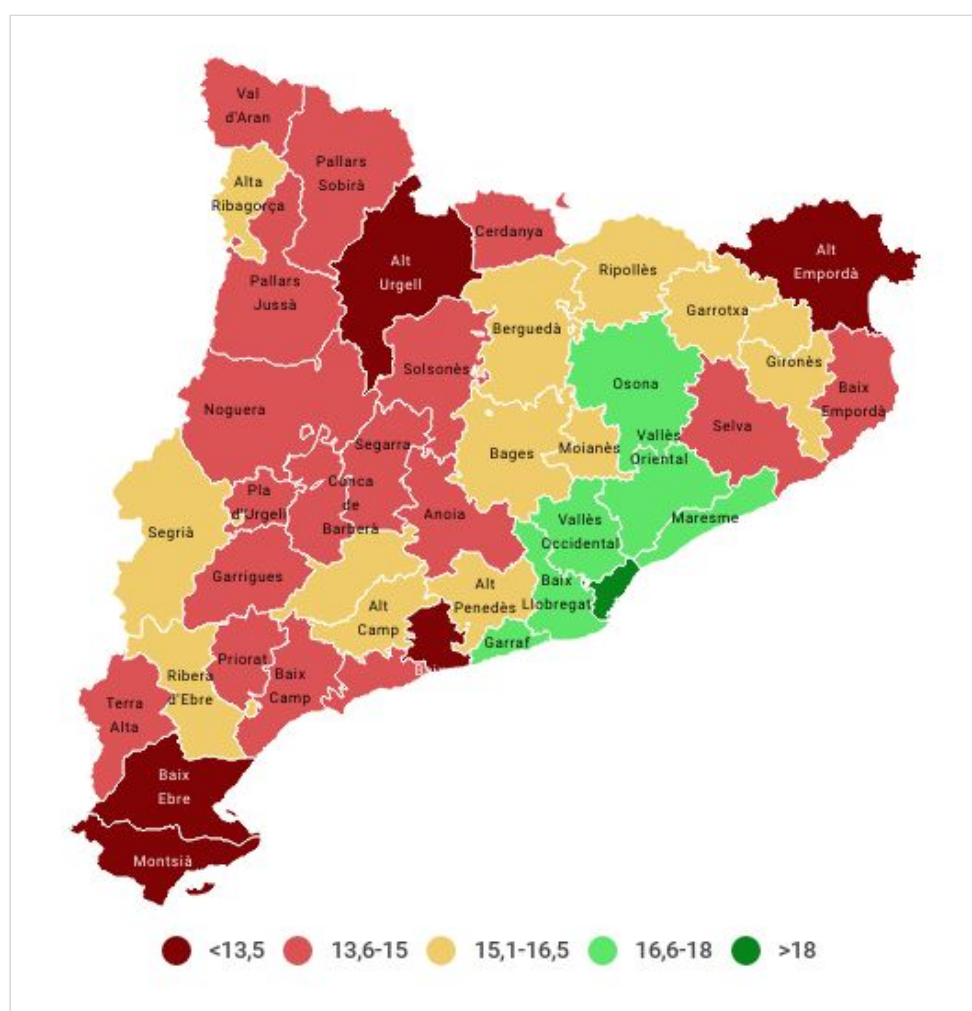 Val
d'Aran
Pallars
Sobirà
Alta
Ribagorça
Cerdanya
Alt
Urgell
Alt
Empordà
Ripollès
Pallars
Jussà
Garrotxa
Berguedà
Gironès
Solsonès
Osona
Baix
Empordà
Noguera
Selva
Segarra
Vallès
Oriental
Bages
Moianès
Pla
d'Urgell
Conca
de
Barberà
Anoia
Segrià
Vallès
Occidental
Maresme
Garrigues
Alt
Penedès
Baix
Llobregat
Alt
Camp
Garraf
Priorat
Baix
Camp
Ribera
d'Ebre
Terra
Alta
Baix
Ebre
Montsià
<13,5 13,6-15 15,1-16,5 16,6-18 >18